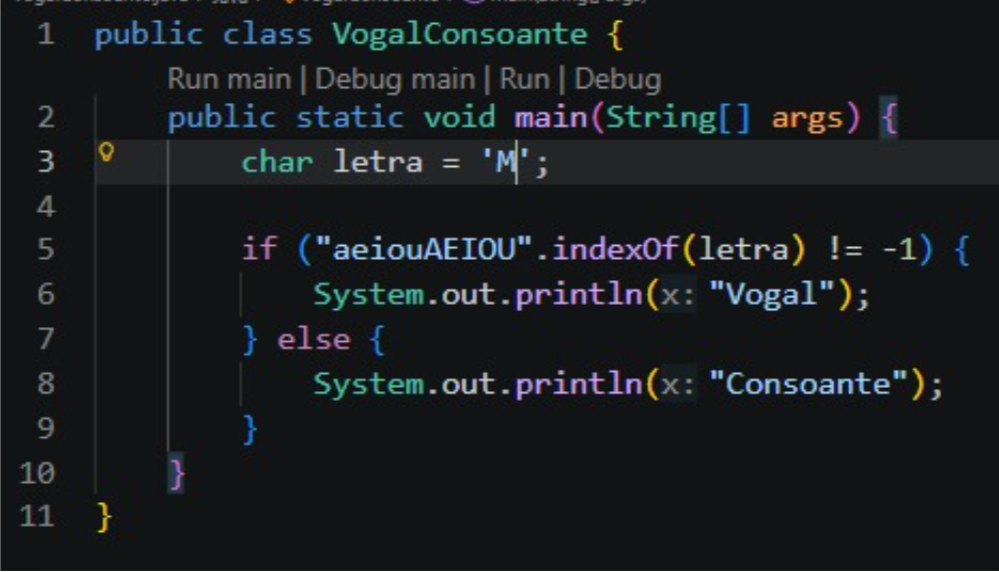 1 public class VogalConsoante {
Run main | Debug main | Run | Debug
2 public static void main(String[] args) {
3 char letra = 'M';
4
5 if ("aeiouAEIOU".indexOf(letra) != -1) {
6 System.out.println(x: "Vogal");
7 } else {
8 System.out.println(x: "Consoante");
9 }
10 }
11 }